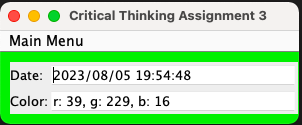 Critical Thinking Assignment 3
Main Menu
Date: 2023/08/05 19:54:48
Color: r: 39, g: 229, b: 16